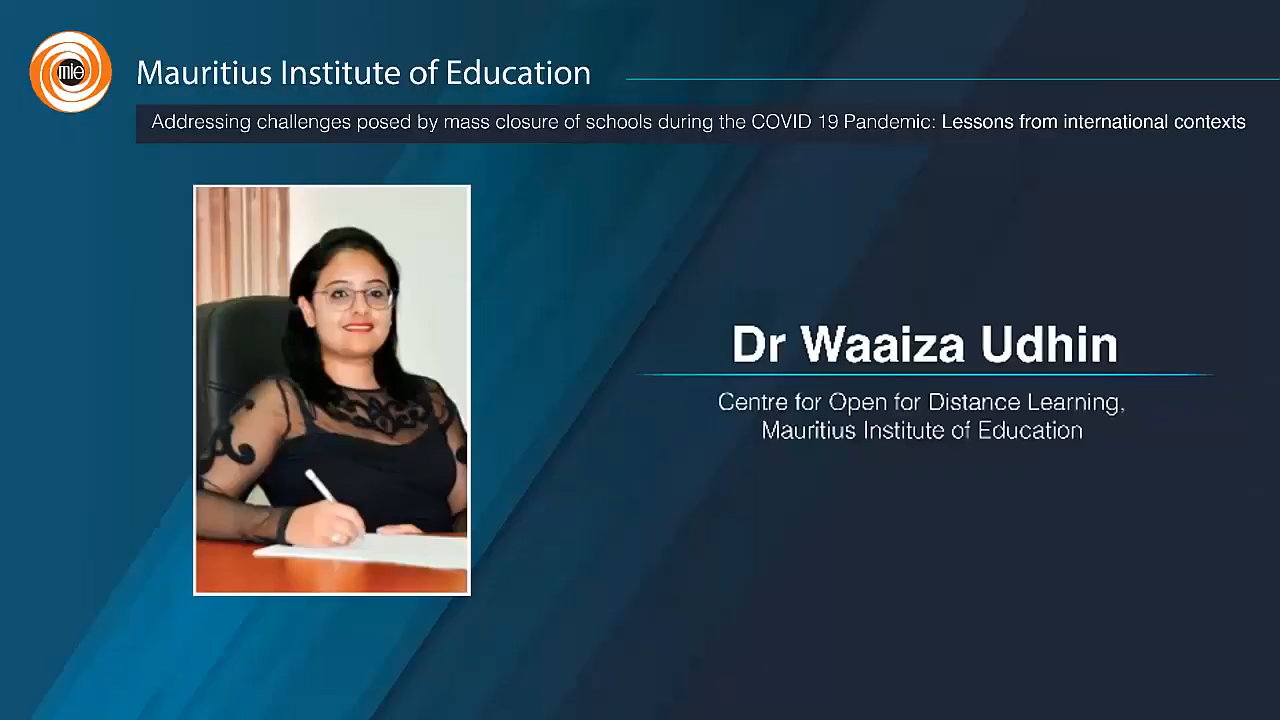 mie
Mauritius Institute of Education
Addressing challenges posed by mass closure of schools during the COVID 19 Pandemic: Lessons from international contexts
Dr Waaiza Udhin
Centre for Open for Distance Learning,
Mauritius Institute of Education